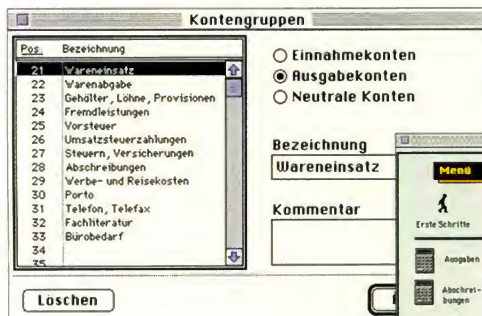 Kontengruppen
Pos. Bezeichnung
21 Wareneinsatz
22 Warenabgabe
23 Gehälter, Löhne, Provisionen
24 Fremdleistungen
25 Vorsteuer
26 Umsatzsteuerzahlungen
27 Steuern, Versicherungen
28 Abschreibungen
29 Werbe- und Reisekosten
30 Porto
31 Telefon, Telefax
32 Fachliteratur
33 Bürobedarf
34
35
Einnahmekonten
Ausgabekonten
Neutrale Konten
Bezeichnung
Wareneinsatz
Kommentar
Löschen
Menü
Erste Schritte
Ausgaben
Abschrei-
bungen